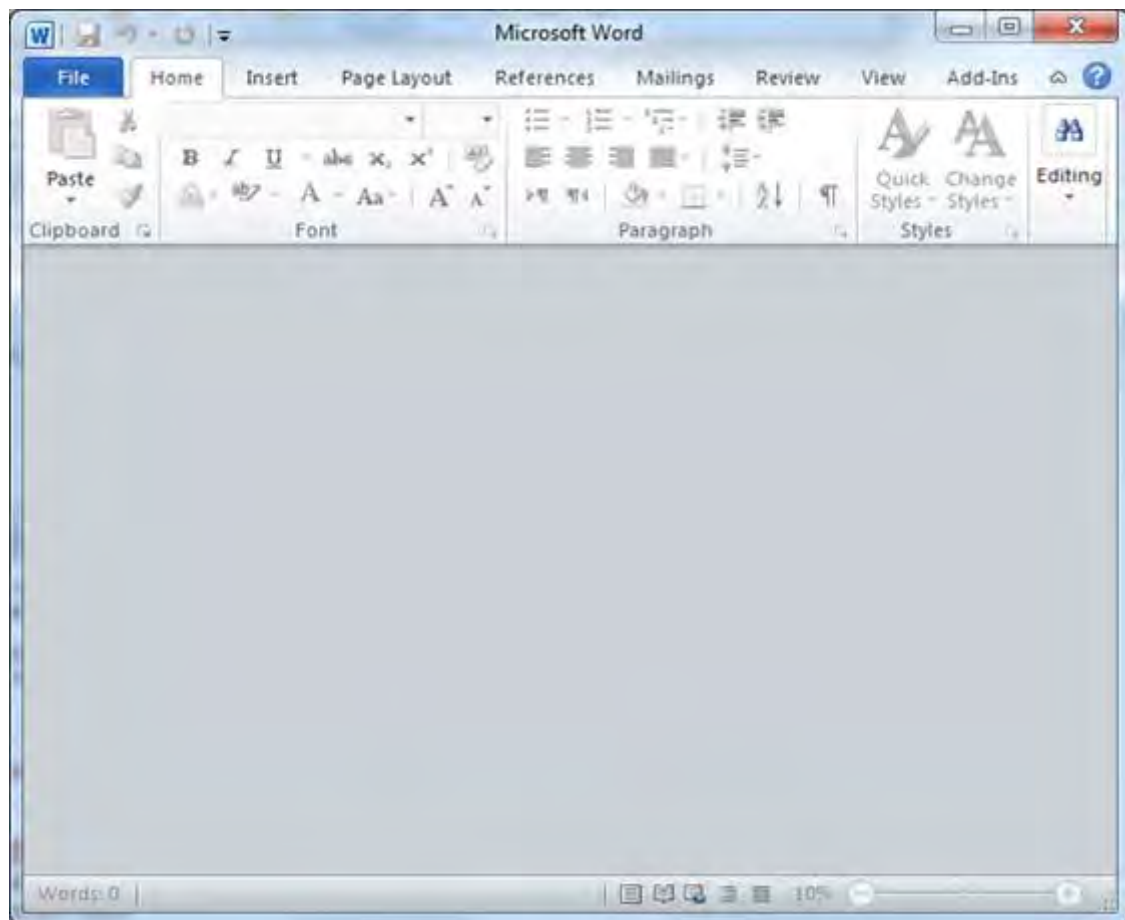 W Microsoft Word
File Home Insert Page Layout References Mailings Review View Add-Ins ?
B I U abc x, x' ab A Aa A A
Paste Quick Styles Change Styles Editing
Clipboard Font Paragraph Styles
Words: 0 10%